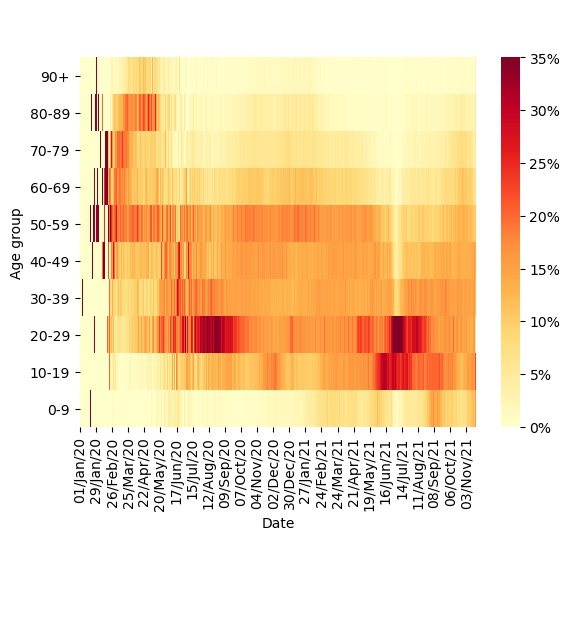 90+
80-89
70-79
60-69
50-59
40-49
30-39
20-29
10-19
0-9
Age group
01/Jan/20
29/Jan/20
26/Feb/20
25/Mar/20
22/Apr/20
20/May/20
17/Jun/20
15/Jul/20
12/Aug/20
09/Sep/20
07/Oct/20
04/Nov/20
02/Dec/20
30/Dec/20
27/Jan/21
24/Feb/21
24/Mar/21
21/Apr/21
19/May/21
16/Jun/21
14/Jul/21
11/Aug/21
08/Sep/21
06/Oct/21
03/Nov/21
Date
35%
30%
25%
20%
15%
10%
5%
0%